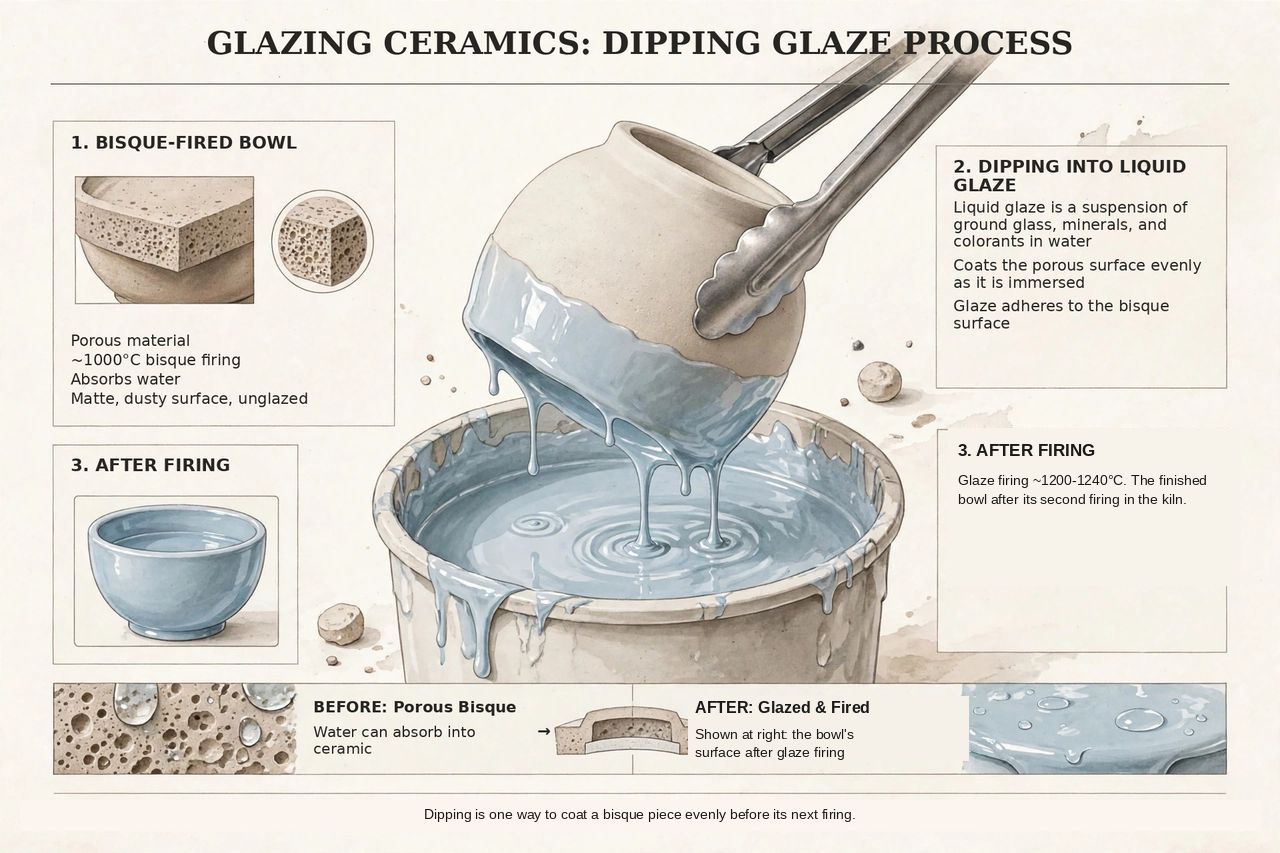 GLAZING CERAMICS: DIPPING GLAZE PROCESS
1. BISQUE-FIRED BOWL
Porous material
~1000°C bisque firing
Absorbs water
Matte, dusty surface, unglazed
2. DIPPING INTO LIQUID
GLAZE
Liquid glaze is a suspension of
ground glass, minerals, and
colorants in water
Coats the porous surface evenly
as it is immersed
Glaze adheres to the bisque
surface
3. AFTER FIRING
3. AFTER FIRING
Glaze firing ~1200-1240°C. The finished
bowl after its second firing in the kiln.
BEFORE: Porous Bisque
Water can absorb into
ceramic
→
AFTER: Glazed & Fired
Shown at right: the bowl's
surface after glaze firing
Dipping is one way to coat a bisque piece evenly before its next firing.